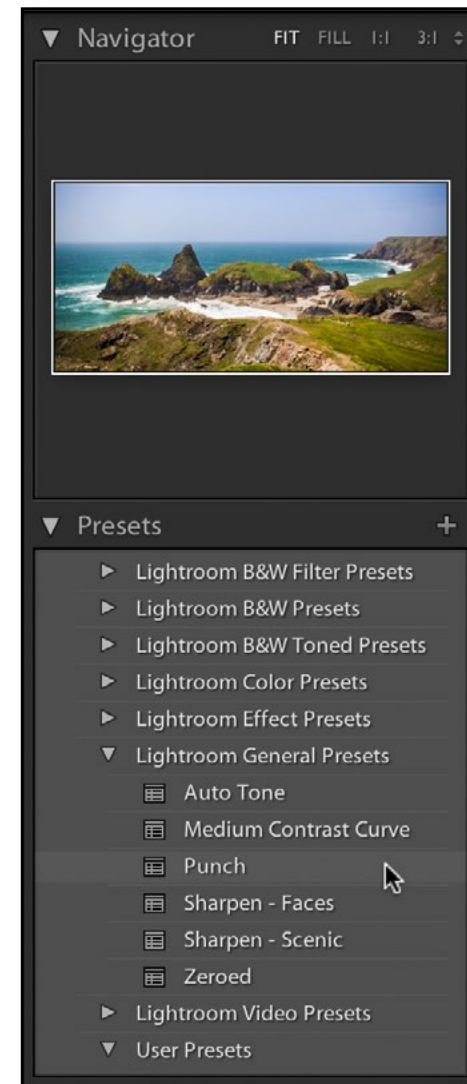 Navigator FIT FILL 1:1 3:1
Presets +
Lightroom B&W Filter Presets
Lightroom B&W Presets
Lightroom B&W Toned Presets
Lightroom Color Presets
Lightroom Effect Presets
Lightroom General Presets
Auto Tone
Medium Contrast Curve
Punch
Sharpen - Faces
Sharpen - Scenic
Zeroed
Lightroom Video Presets
User Presets